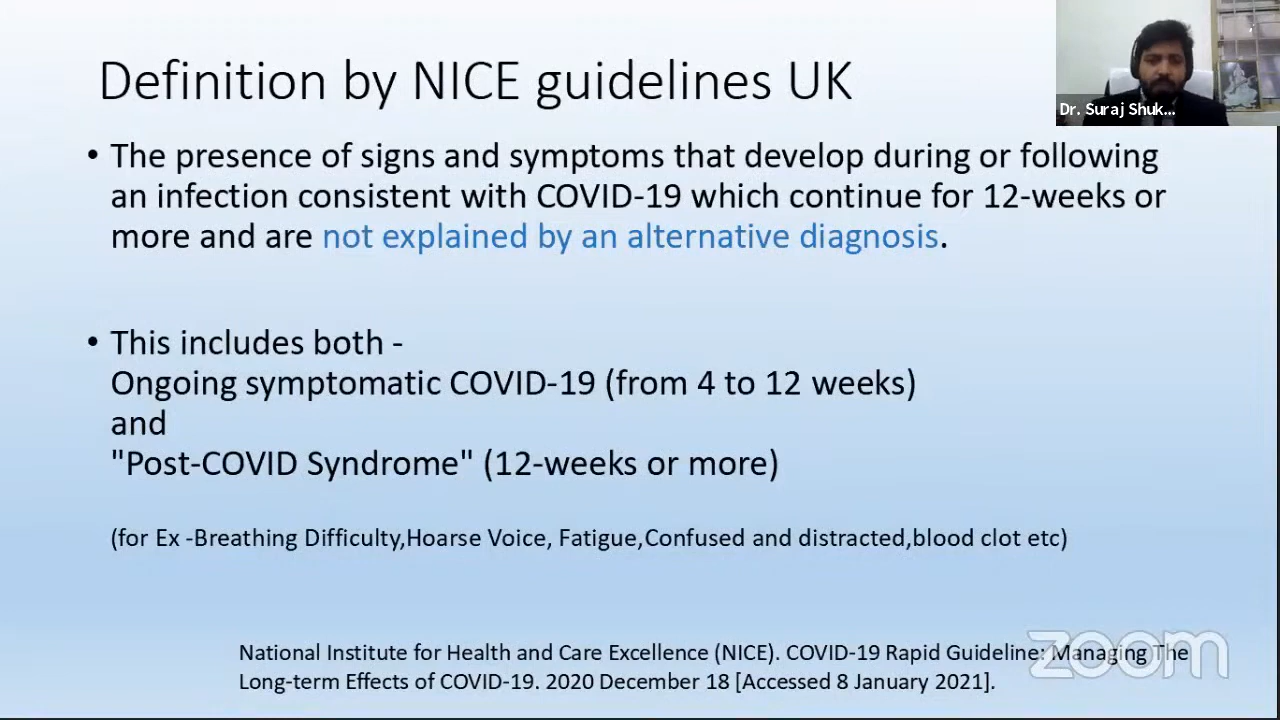 Definition by NICE guidelines UK
Dr. Suraj Shuk...
• The presence of signs and symptoms that develop during or following
an infection consistent with COVID-19 which continue for 12-weeks or
more and are not explained by an alternative diagnosis.
• This includes both -
Ongoing symptomatic COVID-19 (from 4 to 12 weeks)
and
"Post-COVID Syndrome" (12-weeks or more)
(for Ex -Breathing Difficulty,Hoarse Voice, Fatigue,Confused and distracted,blood clot etc)
National Institute for Health and Care Excellence (NICE). COVID-19 Rapid Guideline: Managing The
Long-term Effects of COVID-19. 2020 December 18 [Accessed 8 January 2021].
zoom